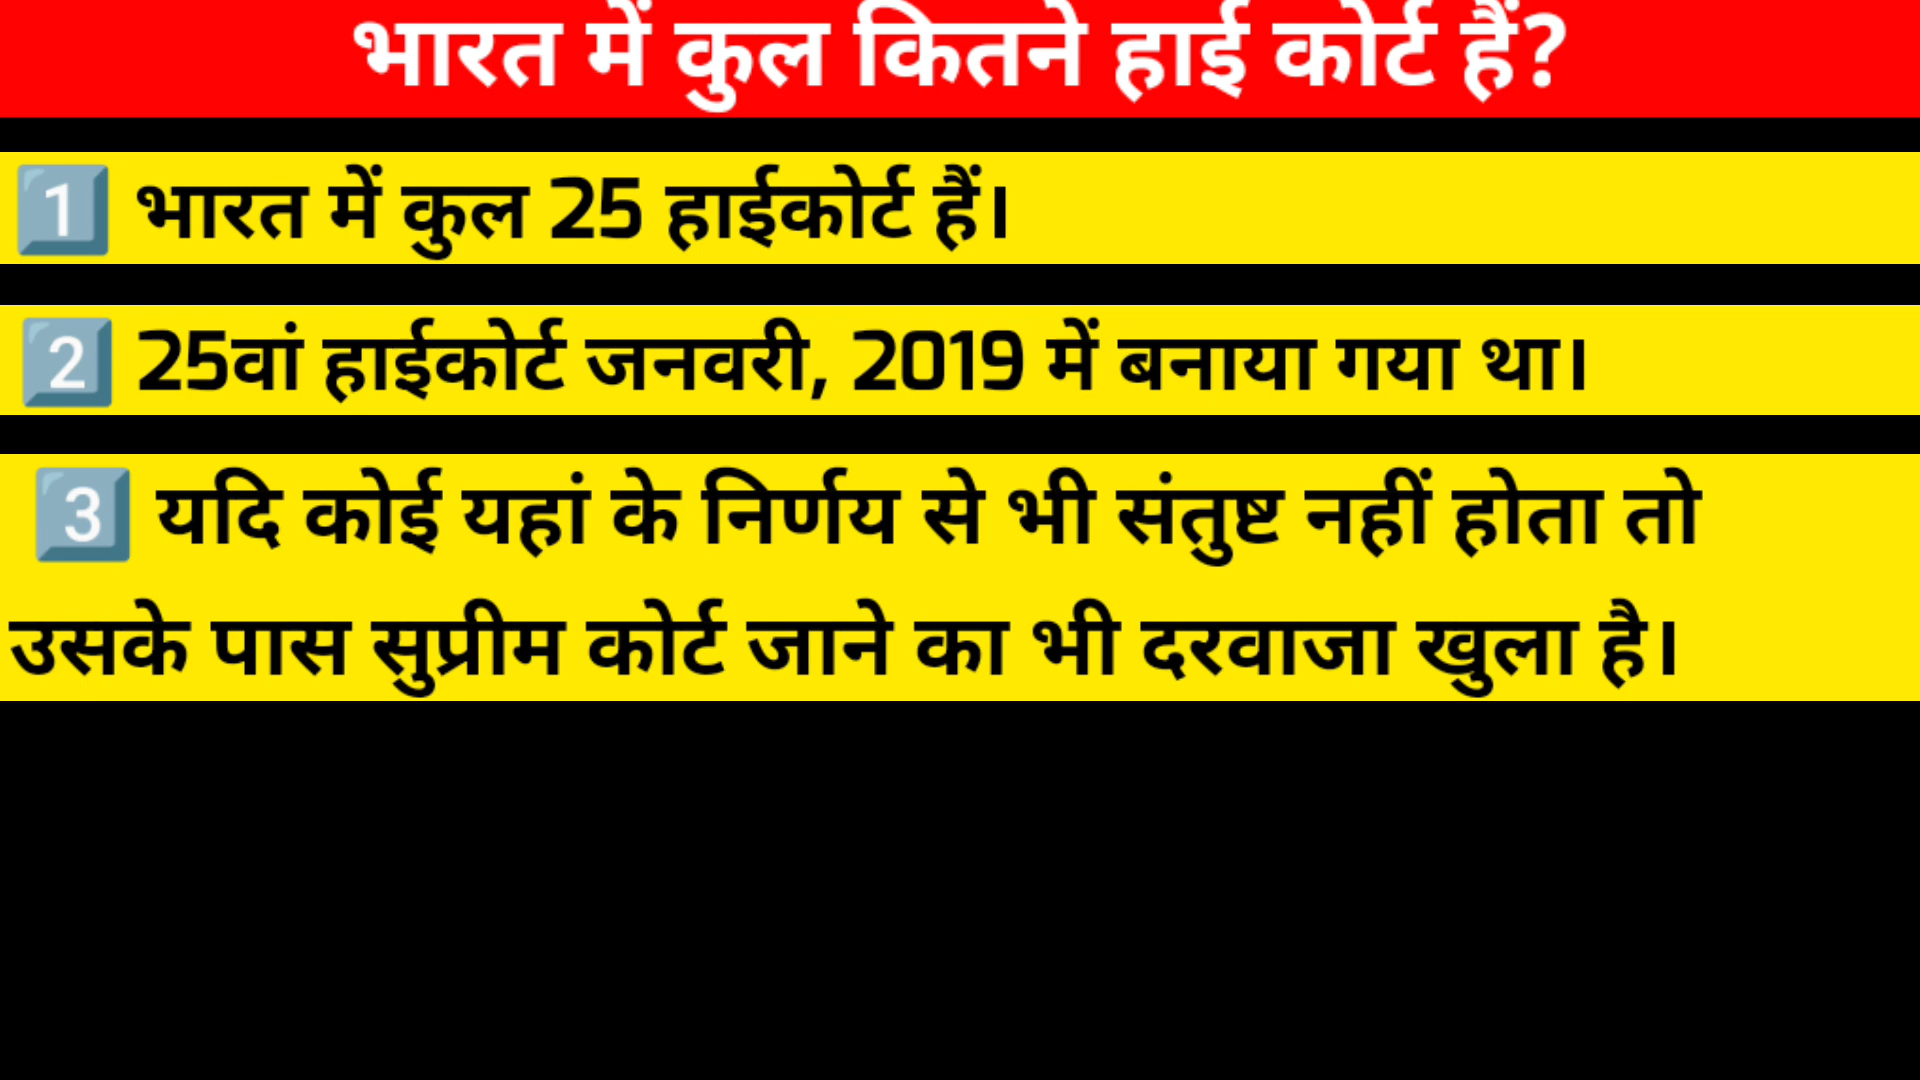 भारत में कुल कितने हाई कोर्ट हैं?
1 भारत में कुल 25 हाईकोर्ट हैं।
2 25वां हाईकोर्ट जनवरी, 2019 में बनाया गया था।
3 यदि कोई यहां के निर्णय से भी संतुष्ट नहीं होता तो
उसके पास सुप्रीम कोर्ट जाने का भी दरवाजा खुला है।